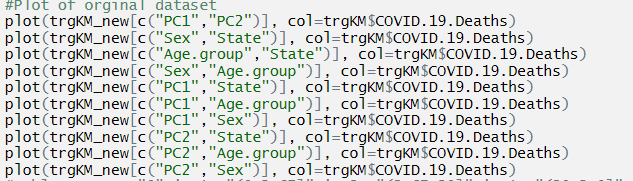 #Plot of orginal dataset
plot(trgKM_new[c("PC1","PC2")], col=trgKM$COVID.19.Deaths)
plot(trgKM_new[c("Sex","State")], col=trgKM$COVID.19.Deaths)
plot(trgKM_new[c("Age.group","State")], col=trgKM$COVID.19.Deaths)
plot(trgKM_new[c("Sex","Age.group")], col=trgKM$COVID.19.Deaths)
plot(trgKM_new[c("PC1","State")], col=trgKM$COVID.19.Deaths)
plot(trgKM_new[c("PC1","Age.group")], col=trgKM$COVID.19.Deaths)
plot(trgKM_new[c("PC1","Sex")], col=trgKM$COVID.19.Deaths)
plot(trgKM_new[c("PC2","State")], col=trgKM$COVID.19.Deaths)
plot(trgKM_new[c("PC2","Age.group")], col=trgKM$COVID.19.Deaths)
plot(trgKM_new[c("PC2","Sex")], col=trgKM$COVID.19.Deaths)